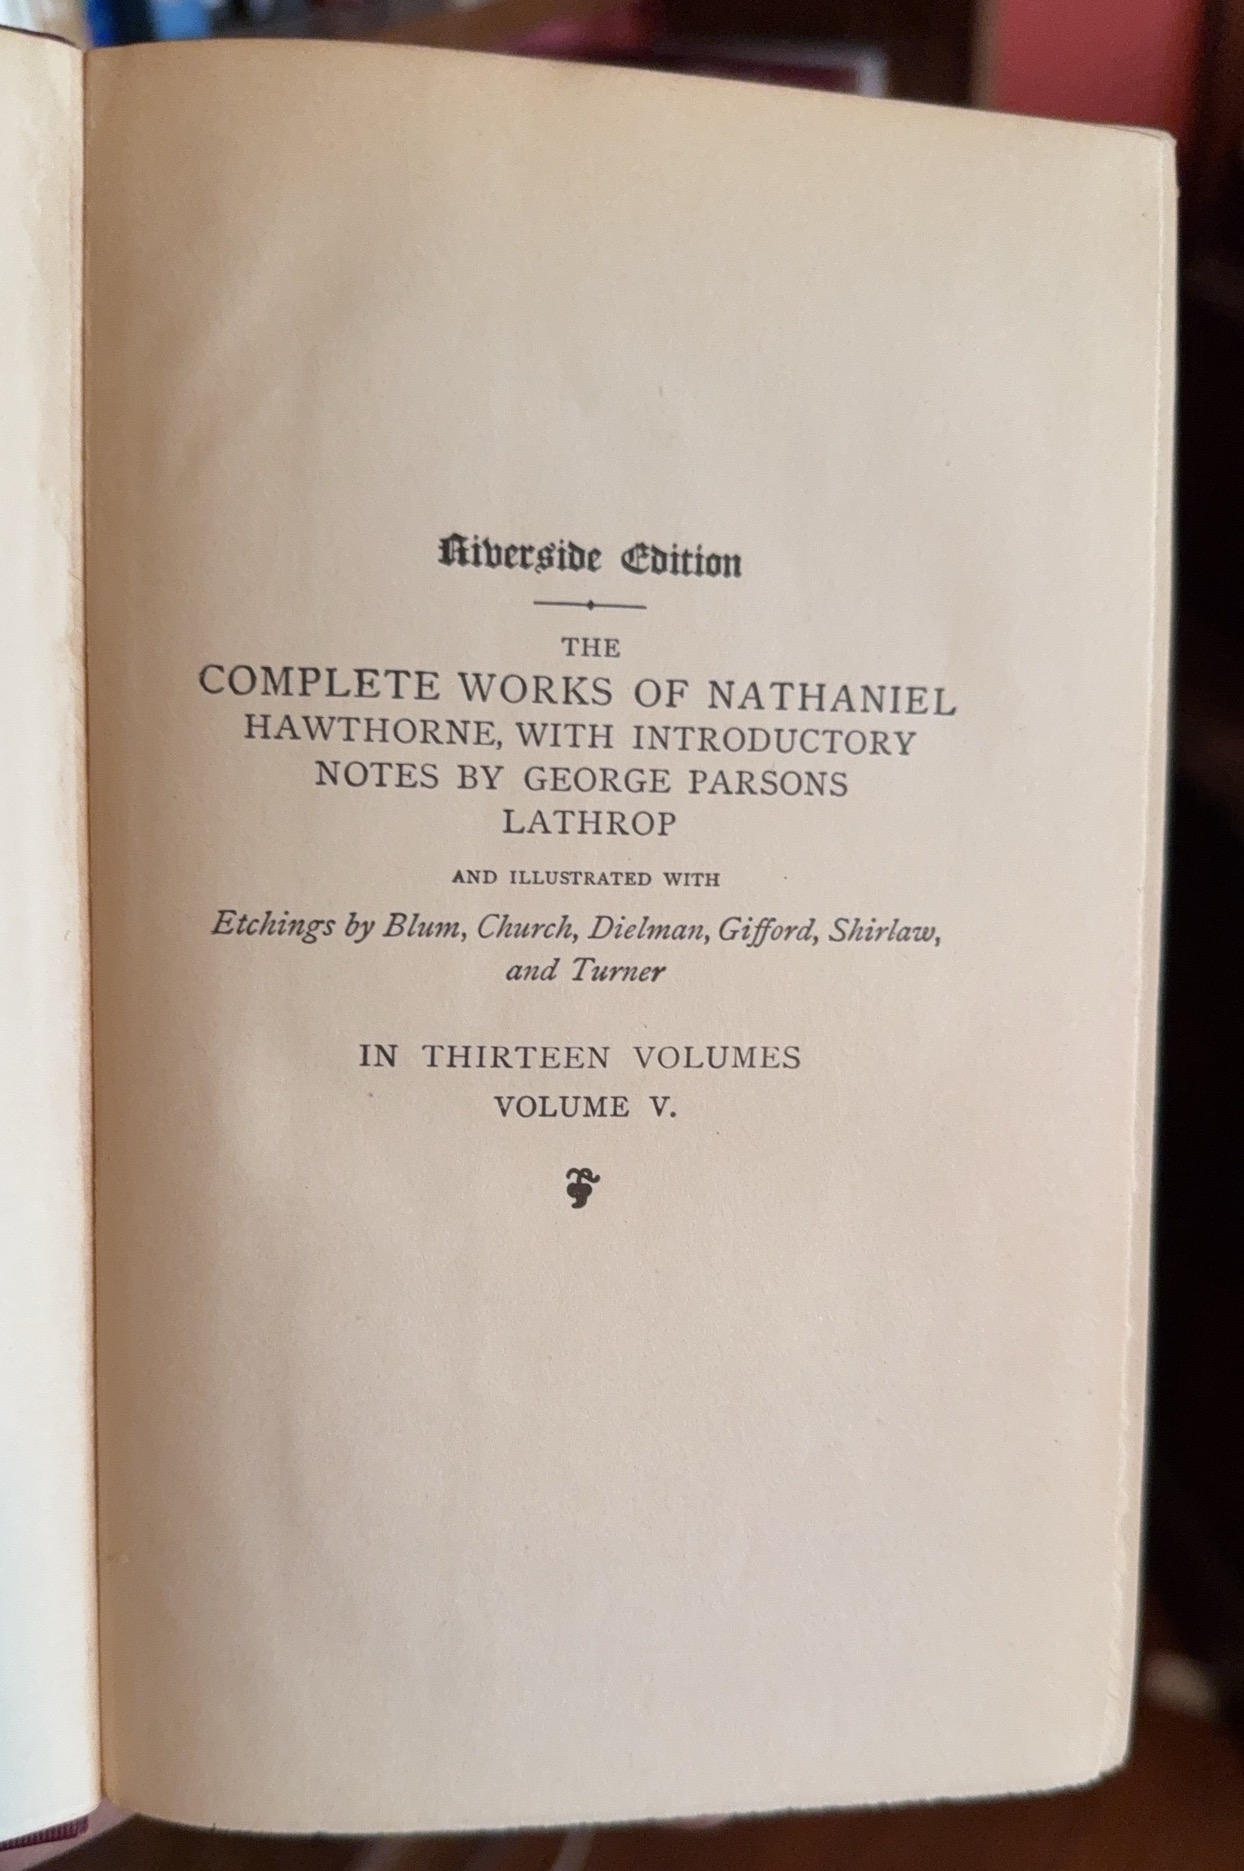 Riverside Edition
THE
COMPLETE WORKS OF NATHANIEL
HAWTHORNE, WITH INTRODUCTORY
NOTES BY GEORGE PARSONS
LATHROP
AND ILLUSTRATED WITH
Etchings by Blum, Church, Dielman, Gifford, Shirlaw,
and Turner
IN THIRTEEN VOLUMES
VOLUME V.